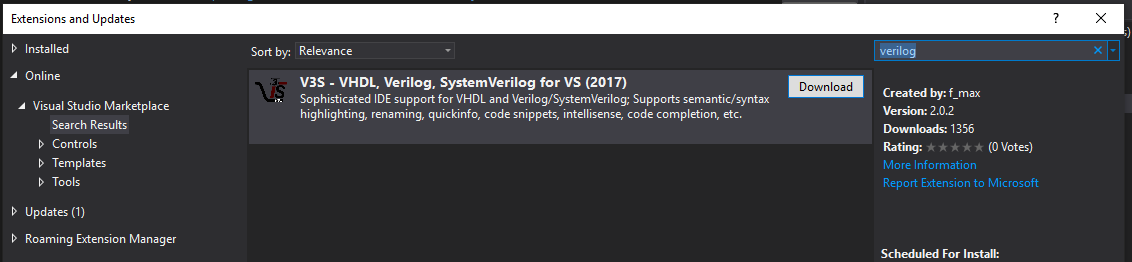 Extensions and Updates
? ×
Installed
Online
Visual Studio Marketplace
Search Results
Controls
Templates
Tools
Updates (1)
Roaming Extension Manager
Sort by: Relevance
V3S - VHDL, Verilog, SystemVerilog for VS (2017)
Sophisticated IDE support for VHDL and Verilog/SystemVerilog; Supports semantic/syntax
highlighting, renaming, quickinfo, code snippets, intellisense, code completion, etc.
Download
verilog
Created by: f_max
Version: 2.0.2
Downloads: 1356
Rating: ★★★★★ (0 Votes)
More Information
Report Extension to Microsoft
Scheduled For Install: